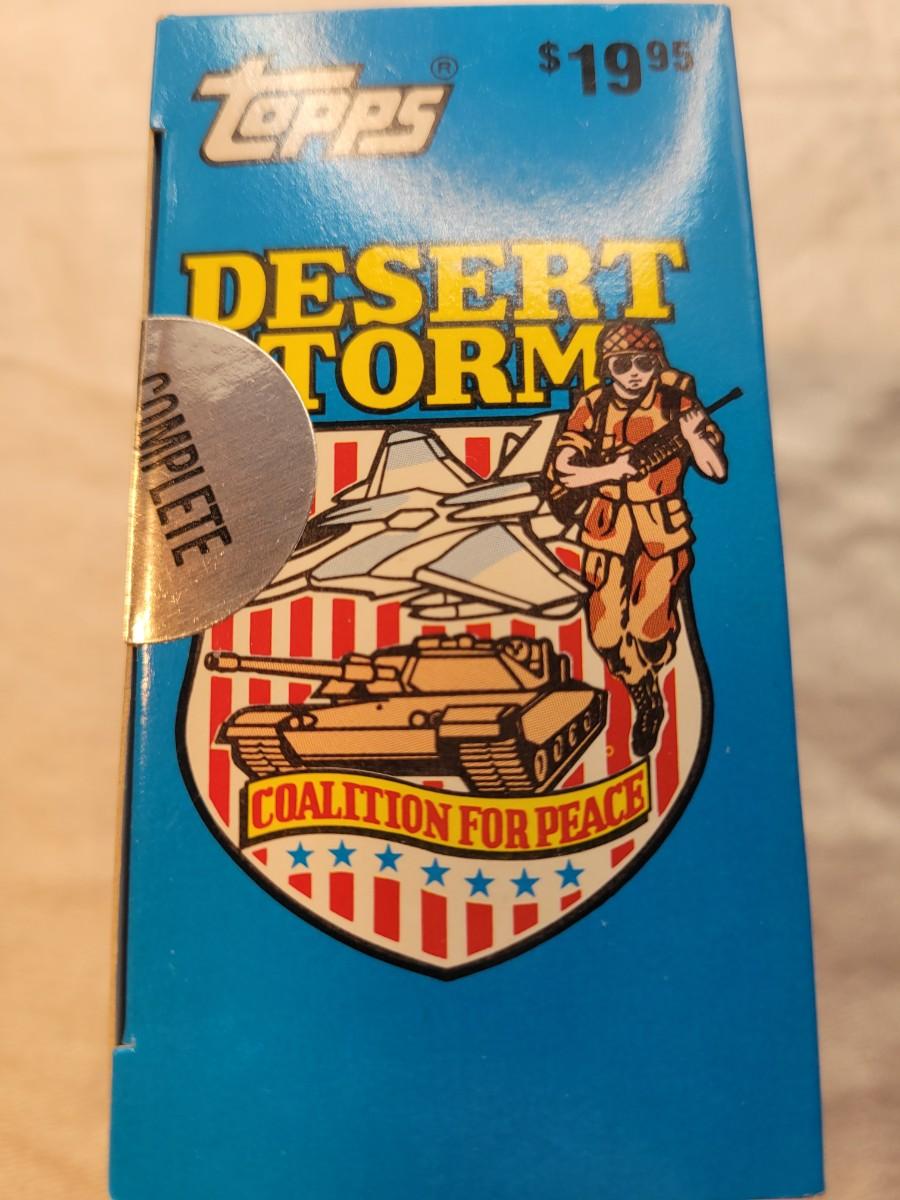 Topps®
$19.95
DESERT
TORM
COMPLETE
COALITION FOR PEACE